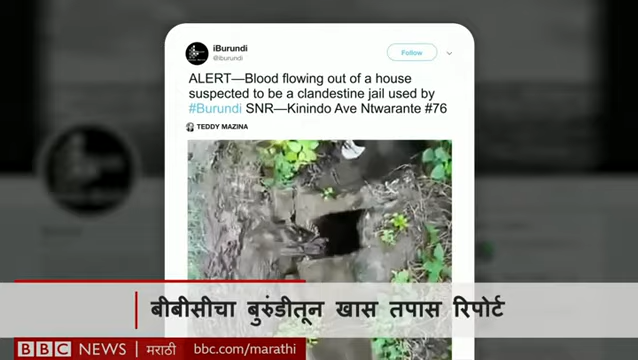 iBurundi
@iburundi
Follow
ALERT—Blood flowing out of a house
suspected to be a clandestine jail used by
#Burundi SNR—Kinindo Ave Ntwarante #76
TEDDY MAZINA
बीबीसीचा बुरुंडीतून खास तपास रिपोर्ट
BBC NEWS मराठी bbc.com/marathi